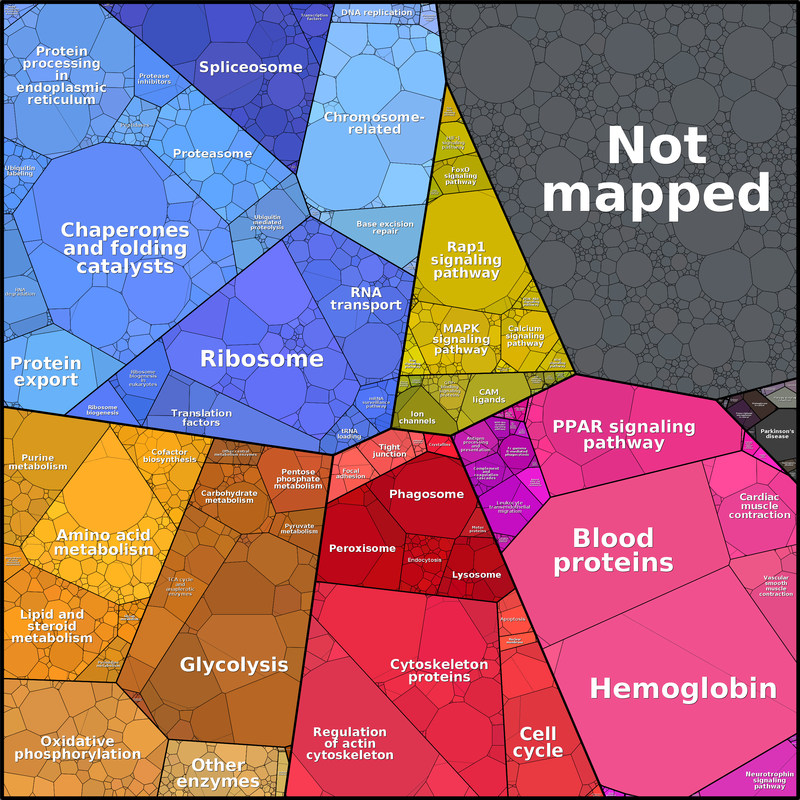 Transcription
factors
DNA replication
Protein
processing
in
endoplasmic
reticulum
Protease
inhibitors
Spliceosome
Chromosome-
related
Not
mapped
Proteasome
FoxO
signaling
pathway
Ubiquitin
labeling
Ubiquitin
mediated
proteolysis
Base excision
repair
Chaperones
and folding
catalysts
Rap1
signaling
pathway
RNA
degradation
RNA
transport
MAPK
signaling
pathway
Calcium
signaling
pathway
Protein
export
Ribosome
Ribosome
biogenesis
in
eukaryotes
Ribosome
biogenesis
Translation
factors
mRNA
surveillance
pathway
tRNA
loading
Ion
channels
CAM
ligands
PPAR signaling
pathway
Parkinson's
disease
Purine
metabolism
Cofactor
biosynthesis
Carbohydrate
metabolism
Pentose
phosphate
metabolism
Pyruvate
metabolism
Focal
adhesion
Tight
junction
Antigen
processing
and
presentation
Complement
and
coagulation
cascades
Leukocyte
transendothelial
migration
Phagosome
Cardiac
muscle
contraction
Amino acid
metabolism
Blood
proteins
Peroxisome
Endocytosis
Lysosome
TCA cycle
and
anaplerotic
enzymes
Vascular
smooth
muscle
contraction
Lipid and
steroid
metabolism
Apoptosis
Glycolysis
Cytoskeleton
proteins
Hemoglobin
Oxidative
phosphorylation
Regulation
of actin
cytoskeleton
Cell
cycle
Other
enzymes
Neurotrophin
signaling
pathway